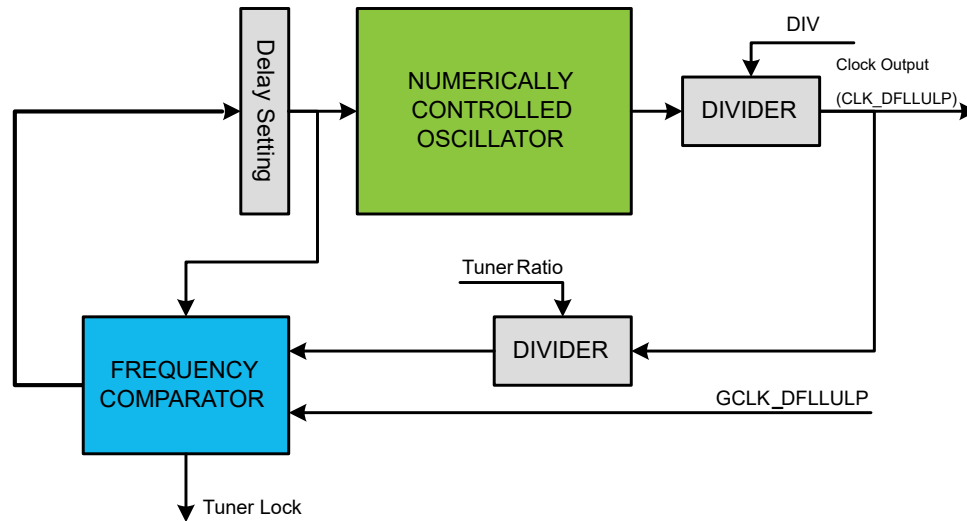 DIV
Clock Output
(CLK_DFLLULP)
Delay Setting
NUMERICALLY
CONTROLLED
OSCILLATOR
DIVIDER
Tuner Ratio
DIVIDER
FREQUENCY
COMPARATOR
GCLK_DFLLULP
Tuner Lock